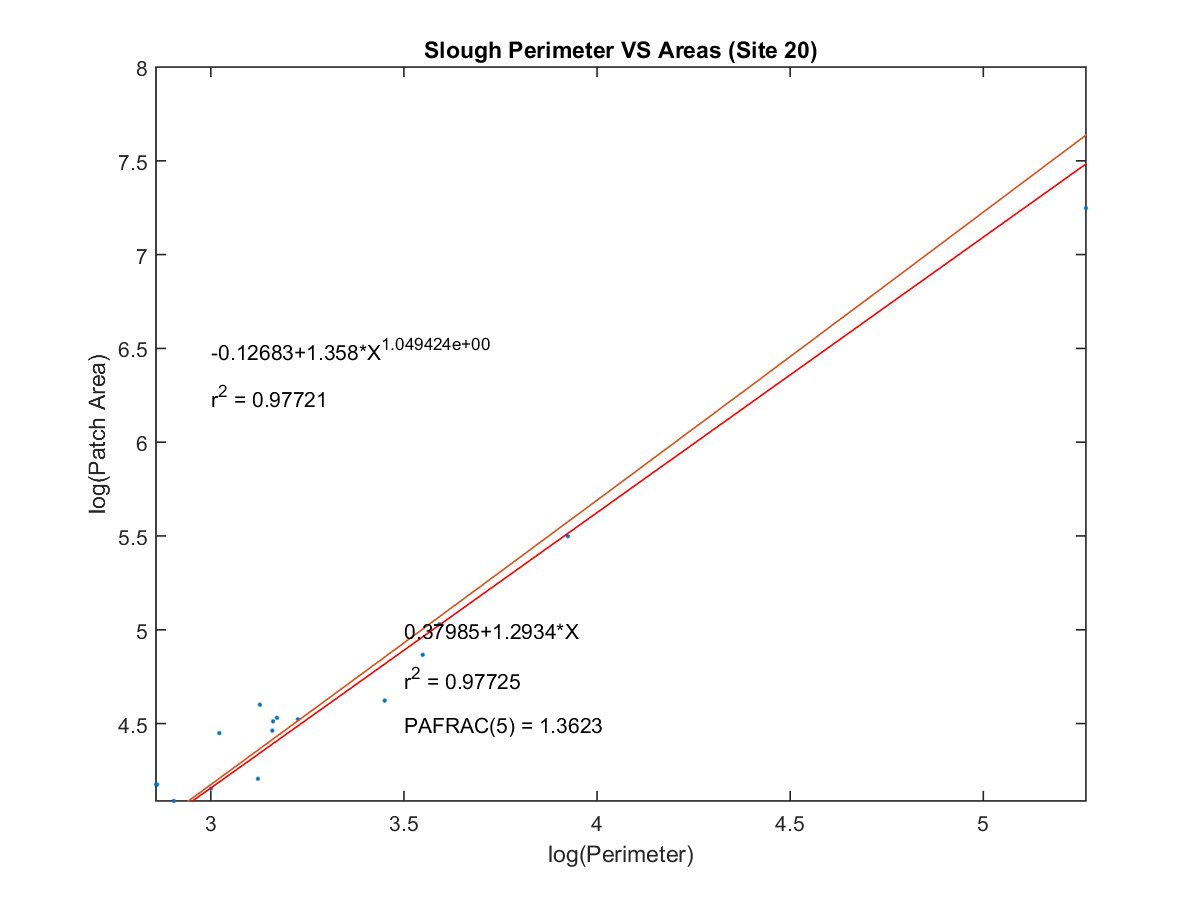 Slough Perimeter VS Areas (Site 20)
8
7.5
7
6.5
6
5.5
5
4.5
log(Patch Area)
-0.12683+1.358*X^1.049424e+00
r^2 = 0.97721
0.37985+1.2934*X
r^2 = 0.97725
PAFRAC(5) = 1.3623
3 3.5 4 4.5 5
log(Perimeter)